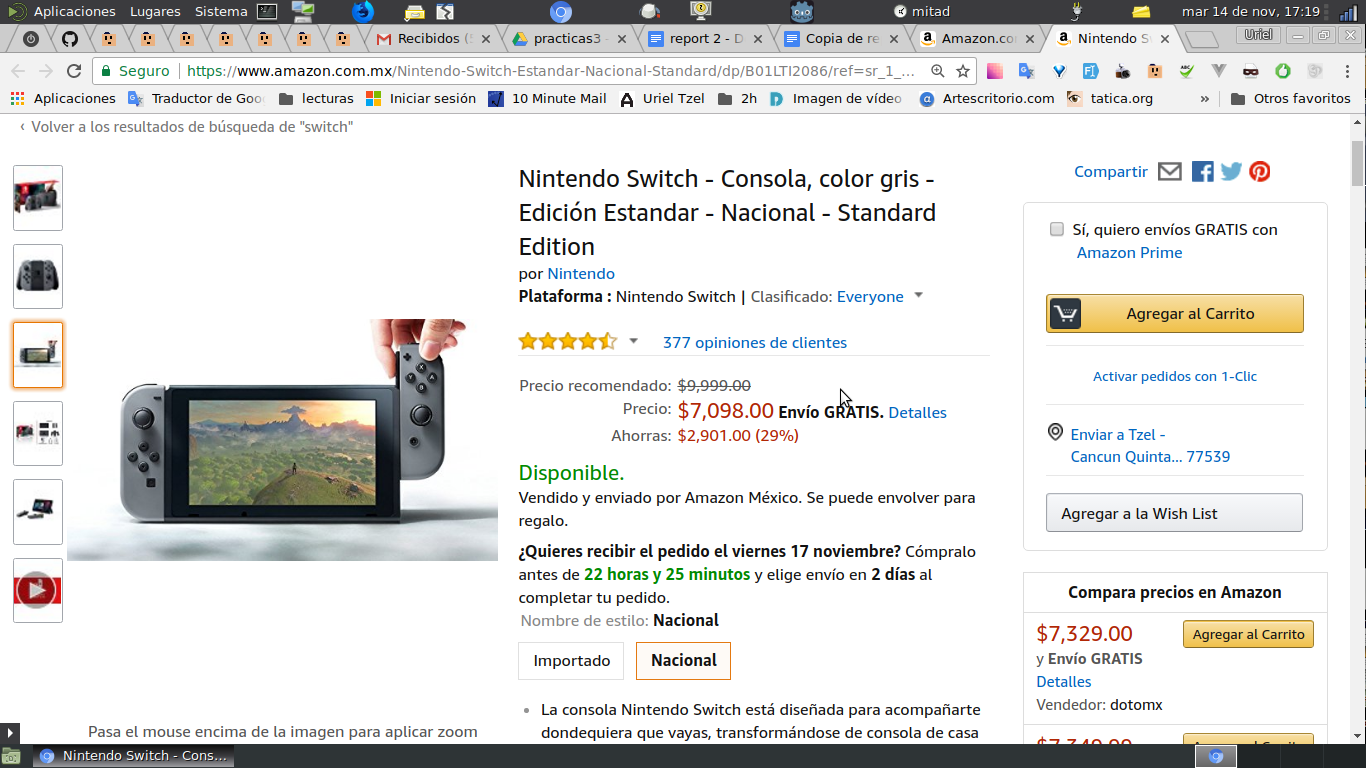 Aplicaciones Lugares Sistema mitad mar 14 de nov, 17:19
Recibidos ( practicas3 - report 2 - D Copia de re Amazon.co Nintendo S Uriel
Seguro https://www.amazon.com.mx/Nintendo-Switch-Estandar-Nacional-Standard/dp/B01LTI2086/ref=sr_1_...
Aplicaciones Traductor de Goo lecturas Iniciar sesión 10 Minute Mail Uriel Tzel 2h Imagen de vídeo Artescritorio.com tatica.org » Otros favoritos
‹ Volver a los resultados de búsqueda de "switch"
Nintendo Switch - Consola, color gris -
Edición Estandar - Nacional - Standard
Edition
por Nintendo
Plataforma : Nintendo Switch | Clasificado: Everyone
377 opiniones de clientes
Precio recomendado: $9,999.00
Precio: $7,098.00 Envío GRATIS. Detalles
Ahorras: $2,901.00 (29%)
Disponible.
Vendido y enviado por Amazon México. Se puede envolver para
regalo.
¿Quieres recibir el pedido el viernes 17 noviembre? Cómpralo
antes de 22 horas y 25 minutos y elige envío en 2 días al
completar tu pedido.
Nombre de estilo: Nacional
Importado Nacional
La consola Nintendo Switch está diseñada para acompañarte
dondequiera que vayas, transformándose de consola de casa
Pasa el mouse encima de la imagen para aplicar zoom
Compartir
Sí, quiero envíos GRATIS con
Amazon Prime
Agregar al Carrito
Activar pedidos con 1-Clic
Enviar a Tzel -
Cancun Quinta... 77539
Agregar a la Wish List
Compara precios en Amazon
$7,329.00 Agregar al Carrito
y Envío GRATIS
Detalles
Vendedor: dotomx
Nintendo Switch - Cons...